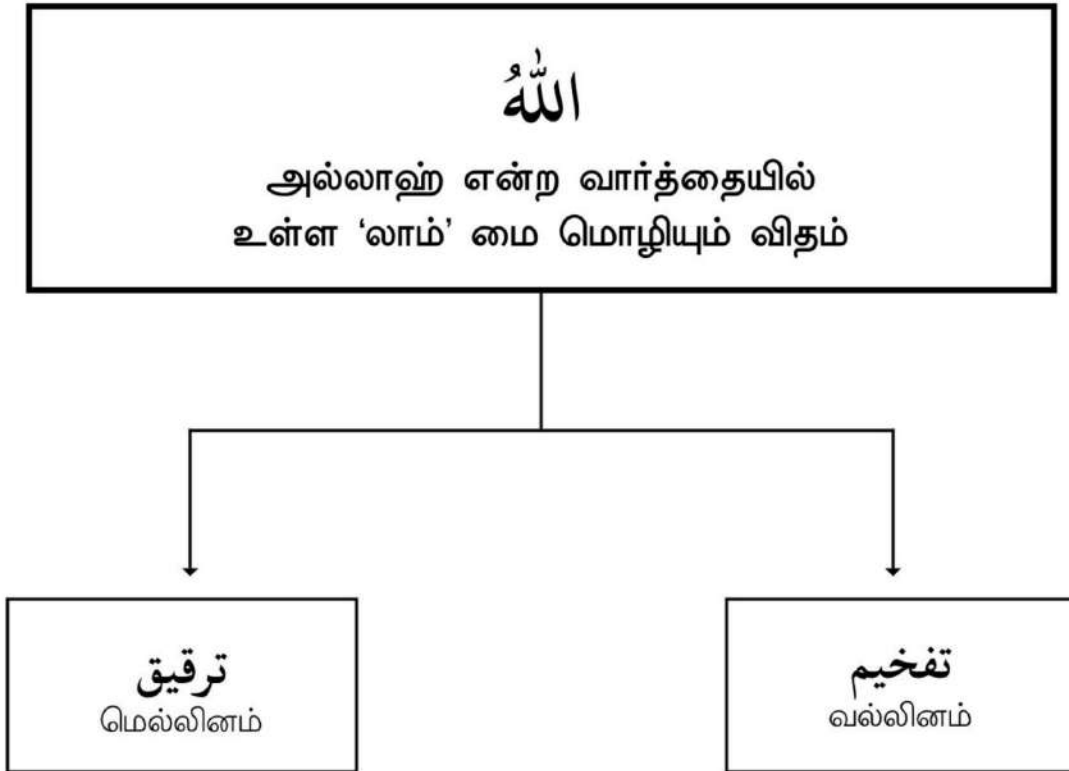 اللّٰهُ
அல்லாஹ் என்ற வார்த்தையில்
உள்ள ‘லாம்’ மை மொழியும் விதம்
ترقيق
மெல்லினம்
تفخيم
வல்லினம்